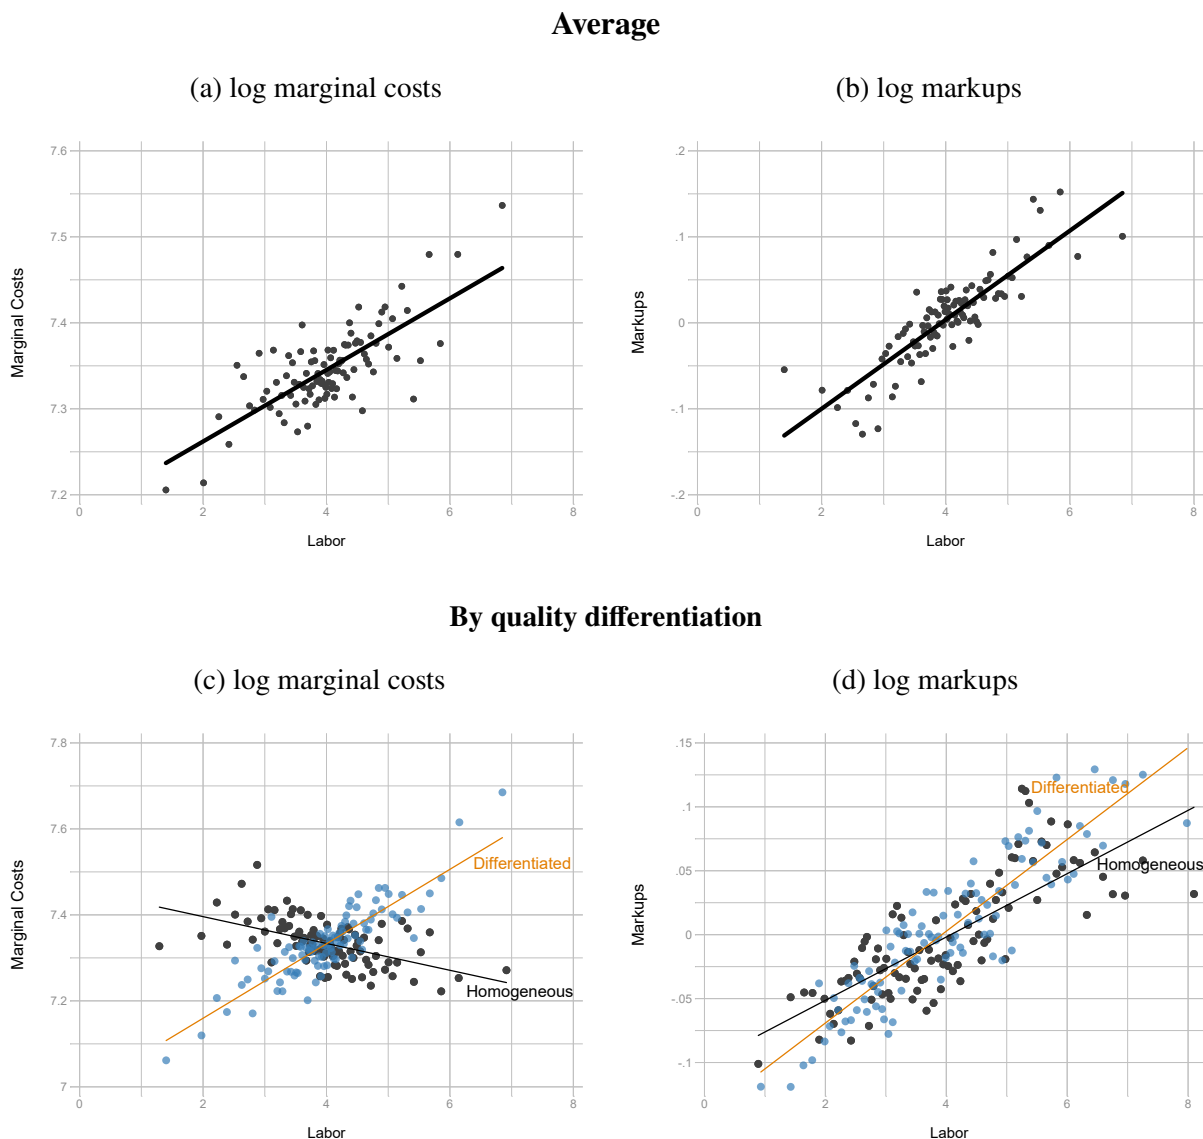 Average
(a) log marginal costs
(b) log markups
7.6
7.5
7.4
7.3
7.2
Marginal Costs
0 2 4 6 8
Labor
.2
.1
0
-.1
-.2
Markups
0 2 4 6 8
Labor
By quality differentiation
(c) log marginal costs
(d) log markups
7.8
7.6
7.4
7.2
7
Marginal Costs
Differentiated
Homogeneous
0 2 4 6 8
Labor
.15
.1
.05
0
-.05
-.1
Markups
Differentiated
Homogeneous
0 2 4 6 8
Labor